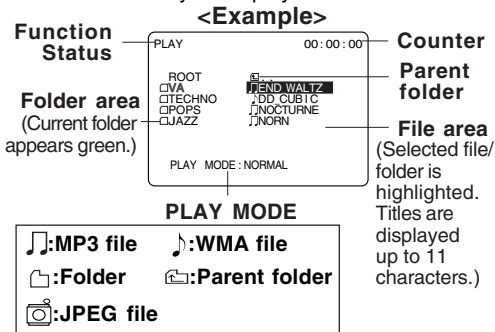 <Example>
Function Status
PLAY
00:00:00
Counter
ROOT
VA
TECHNO
POPS
JAZZ
. .
END WALTZ
DD CUBIC
NOCTURNE
NORN
PLAY MODE:NORMAL
Parent folder
Folder area
(Current folder
appears green.)
File area
(Selected file/
folder is
highlighted.
Titles are
displayed
up to 11
characters.)
PLAY MODE
:MP3 file
:WMA file
:Folder
:Parent folder
:JPEG file